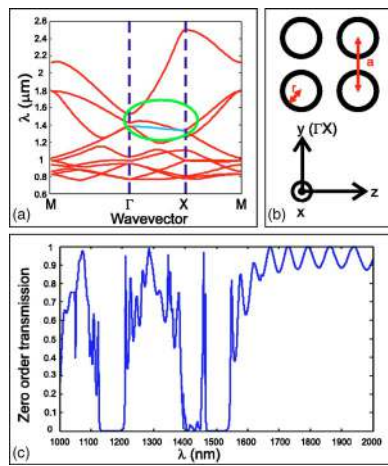 (a)
λ (μm)
2.6
2.4
2.2
2
1.8
1.6
1.4
1.2
1
0.8
0.6
M Γ X M
Wavevector
(b)
r
a
y (ΓX)
z
x
(c)
Zero order transmission
1
0.9
0.8
0.7
0.6
0.5
0.4
0.3
0.2
0.1
0
1000 1100 1200 1300 1400 1500 1600 1700 1800 1900 2000
λ (nm)